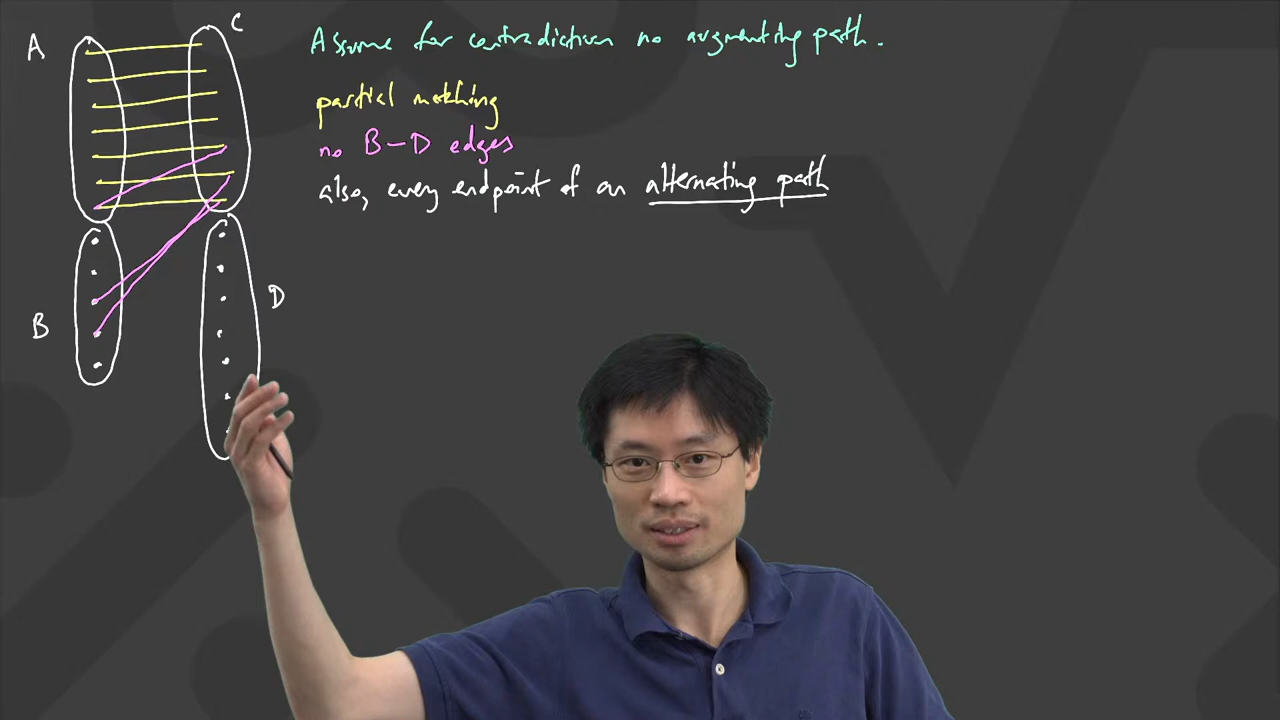 A
C
Assume for contradiction no augmenting path.
partial matching
no B-D edges
also, every endpoint of an alternating path
B
D